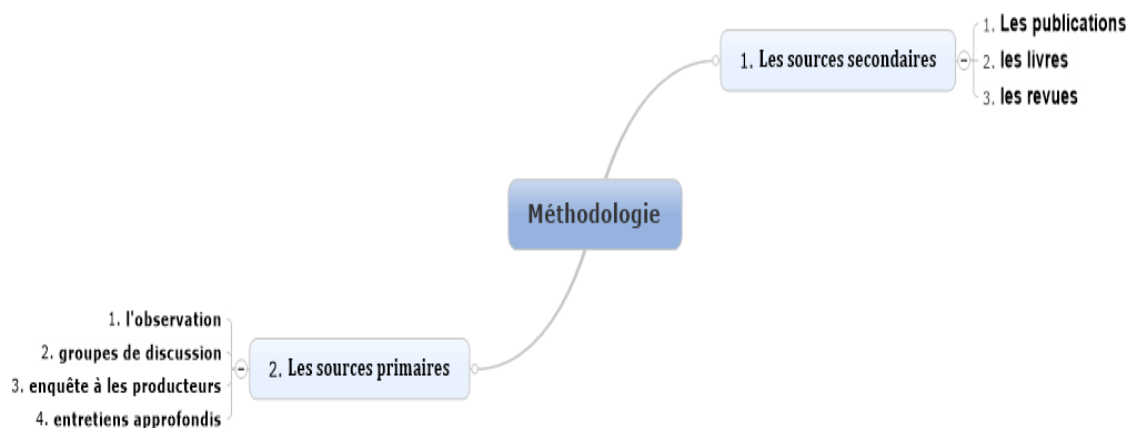 Méthodologie
1. Les sources secondaires
1. Les publications
2. les livres
3. les revues
2. Les sources primaires
1. l'observation
2. groupes de discussion
3. enquête à les producteurs
4. entretiens approfondis